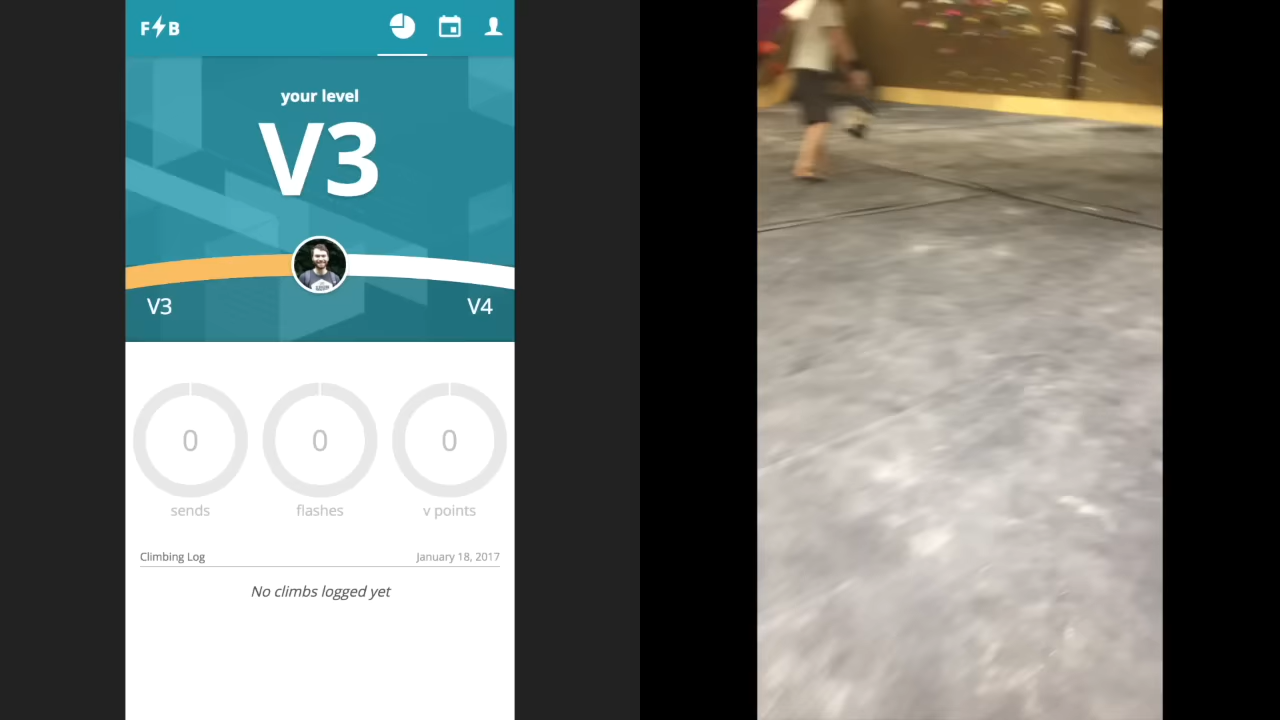 F B
your level
V3
V3
V4
0
0
0
sends
flashes
v points
Climbing Log
January 18, 2017
No climbs logged yet